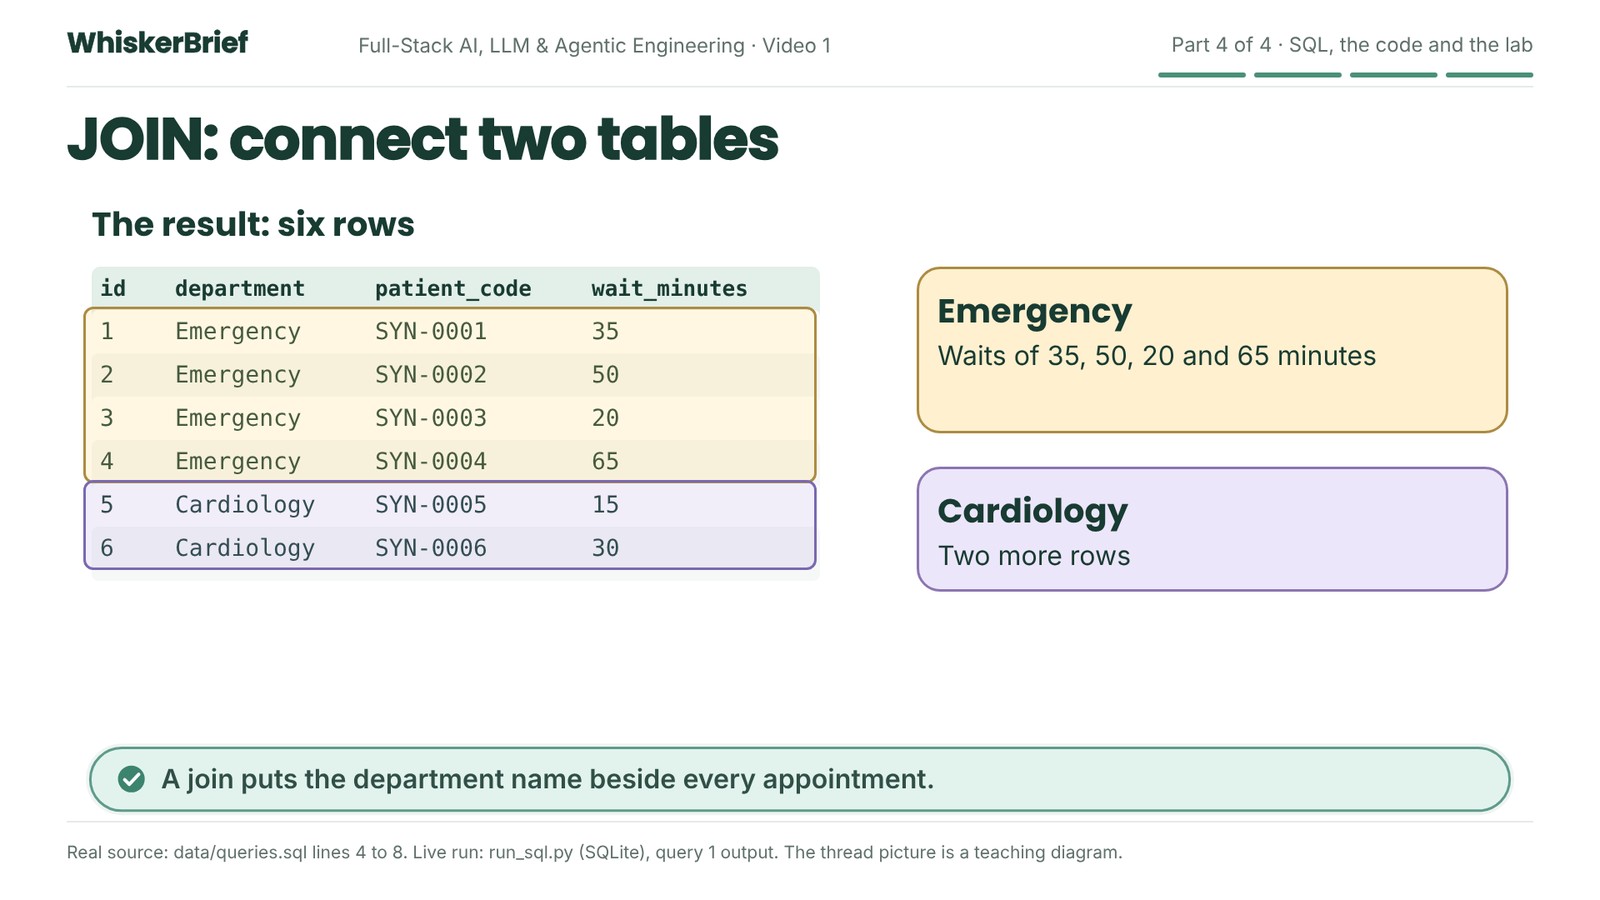 WhiskerBrief
Full-Stack AI, LLM & Agentic Engineering · Video 1
Part 4 of 4 · SQL, the code and the lab
JOIN: connect two tables
The result: six rows
id department patient_code wait_minutes
1 Emergency SYN-0001 35
2 Emergency SYN-0002 50
3 Emergency SYN-0003 20
4 Emergency SYN-0004 65
5 Cardiology SYN-0005 15
6 Cardiology SYN-0006 30
Emergency
Waits of 35, 50, 20 and 65 minutes
Cardiology
Two more rows
A join puts the department name beside every appointment.
Real source: data/queries.sql lines 4 to 8. Live run: run_sql.py (SQLite), query 1 output. The thread picture is a teaching diagram.